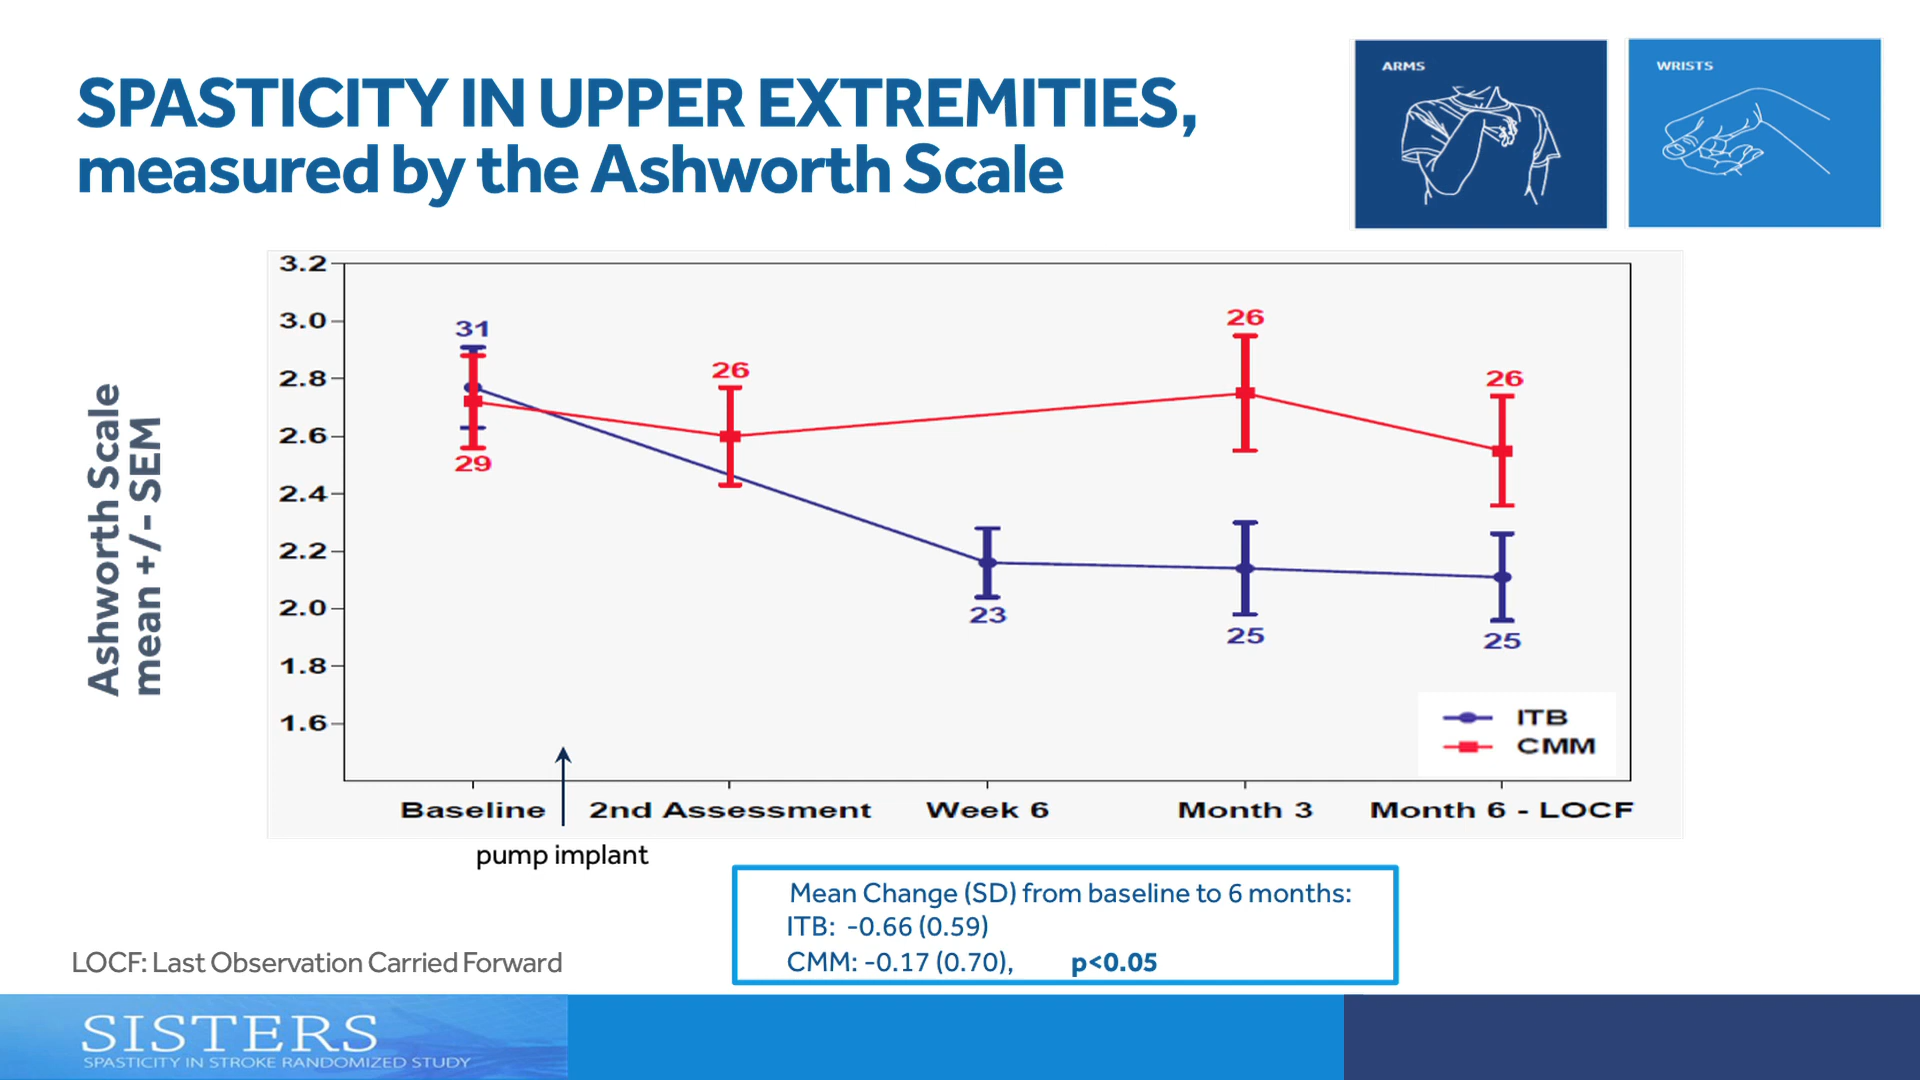 SPASTICITY IN UPPER EXTREMITIES,
measured by the Ashworth Scale
ARMS
WRISTS
Ashworth Scale
mean +/- SEM
3.2
3.0
2.8
2.6
2.4
2.2
2.0
1.8
1.6
31
29
26
23
26
25
26
25
ITB
CMM
Baseline
2nd Assessment
Week 6
Month 3
Month 6 - LOCF
pump implant
Mean Change (SD) from baseline to 6 months:
ITB: -0.66 (0.59)
CMM: -0.17 (0.70), p<0.05
LOCF: Last Observation Carried Forward
SISTERS
SPASTICITY IN STROKE RANDOMIZED STUDY